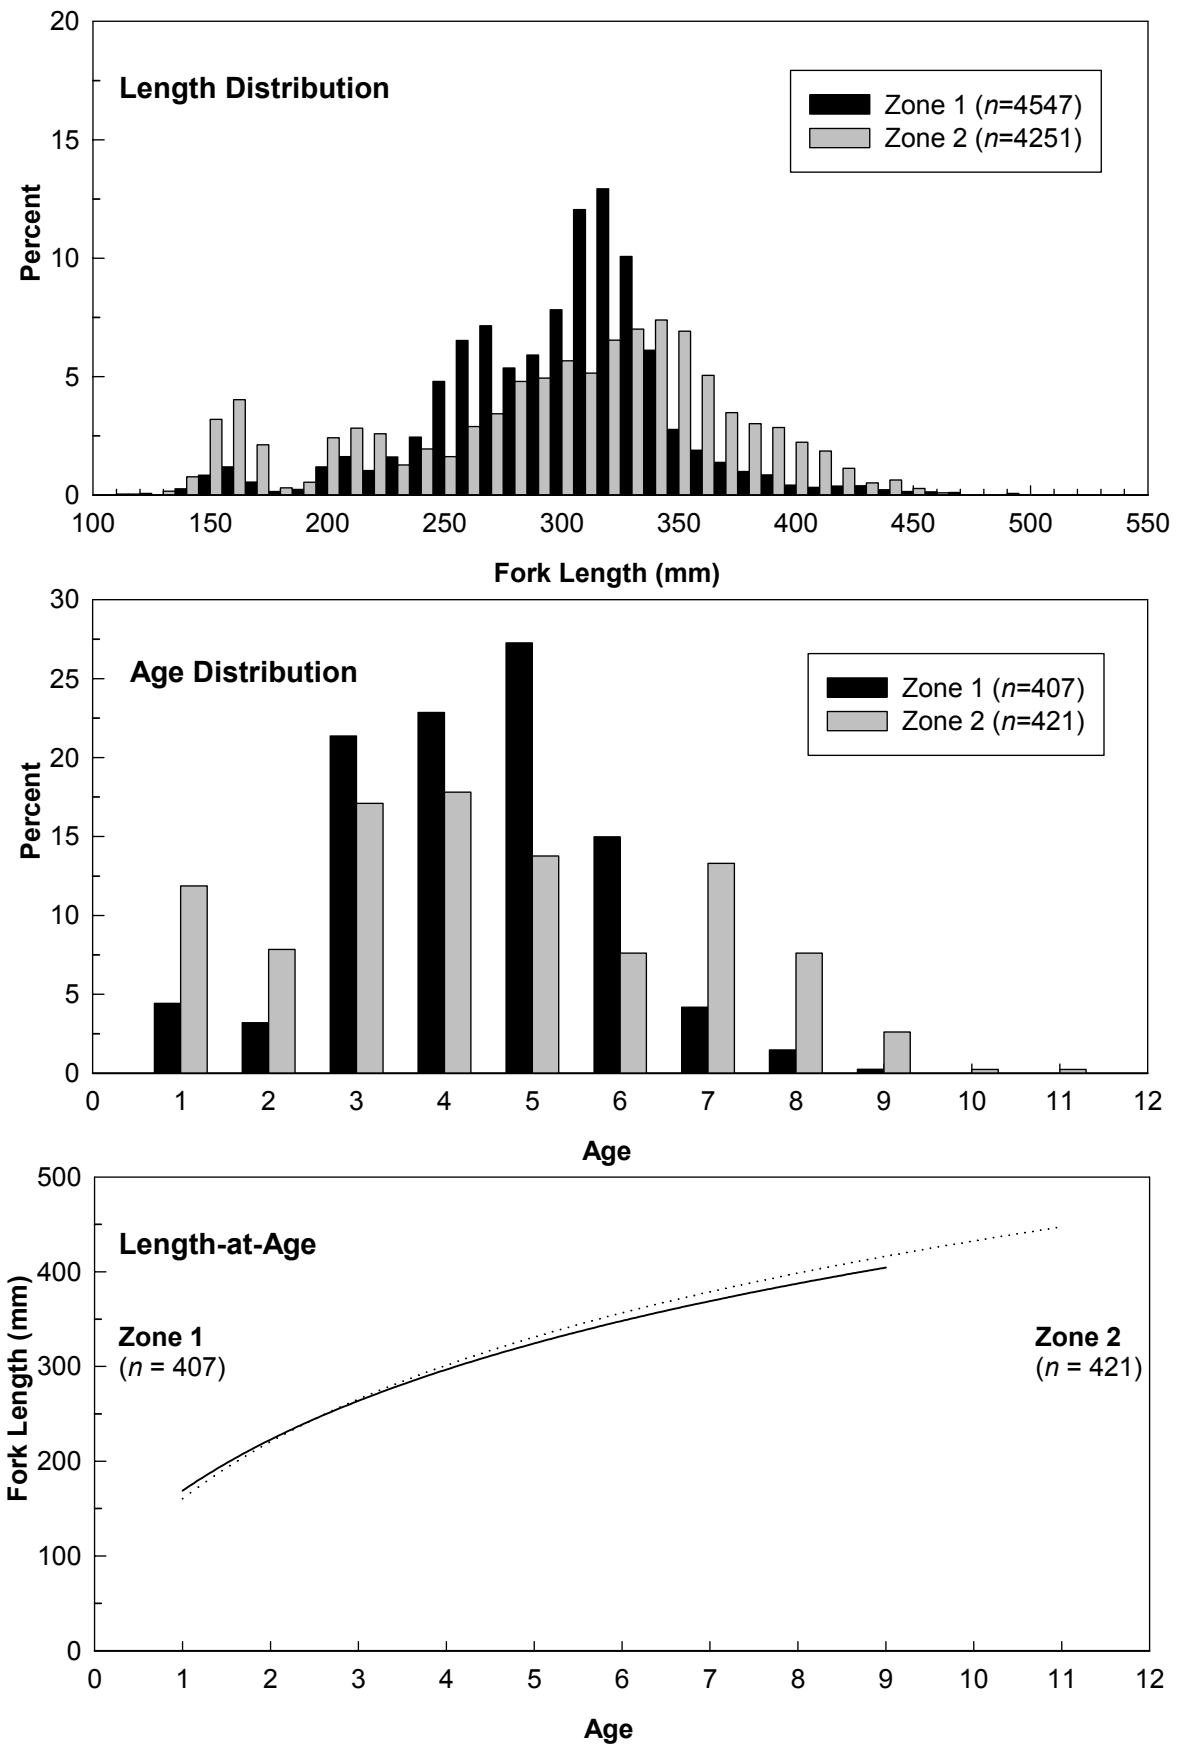 20
Length Distribution
Zone 1 (n=4547)
Zone 2 (n=4251)
15
Percent
10
5
0
100 150 200 250 300 350 400 450 500 550
Fork Length (mm)
30
Age Distribution
Zone 1 (n=407)
Zone 2 (n=421)
25
20
Percent
15
10
5
0
0 1 2 3 4 5 6 7 8 9 10 11 12
Age
500
Length-at-Age
400
Fork Length (mm)
Zone 1
(n = 407)
Zone 2
(n = 421)
300
200
100
0
0 1 2 3 4 5 6 7 8 9 10 11 12
Age